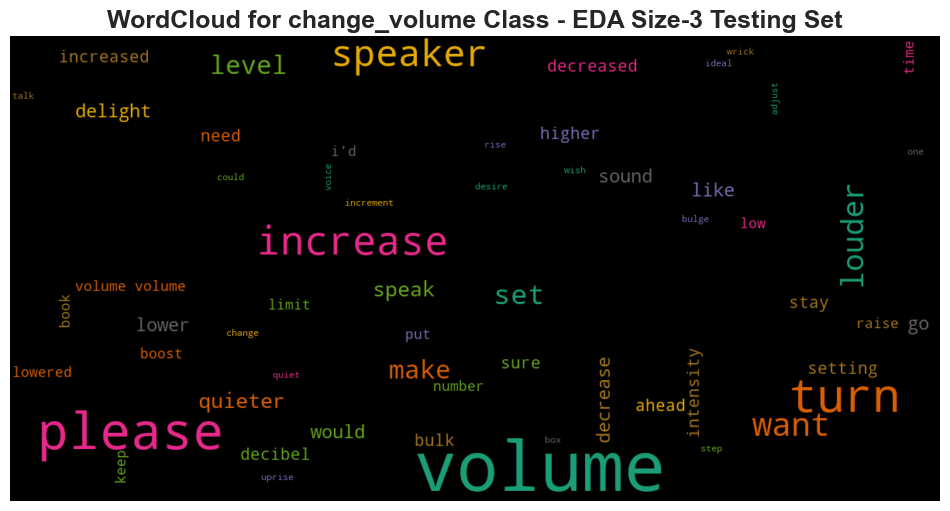 WordCloud for change_volume Class - EDA Size-3 Testing Set
increased
level
speaker
decreased
wrick
ideal
time
talk
delight
adjust
need
higher
i'd
rise
one
could
voice
wish
sound
desire
like
increment
bulge
low
louder
increase
volume volume
speak
set
book
limit
stay
lower
change
put
raise
go
boost
sure
lowered
quiet
make
number
decrease
intensity
setting
quieter
ahead
turn
please
would
bulk
box
want
keep
decibel
step
uprise
volume